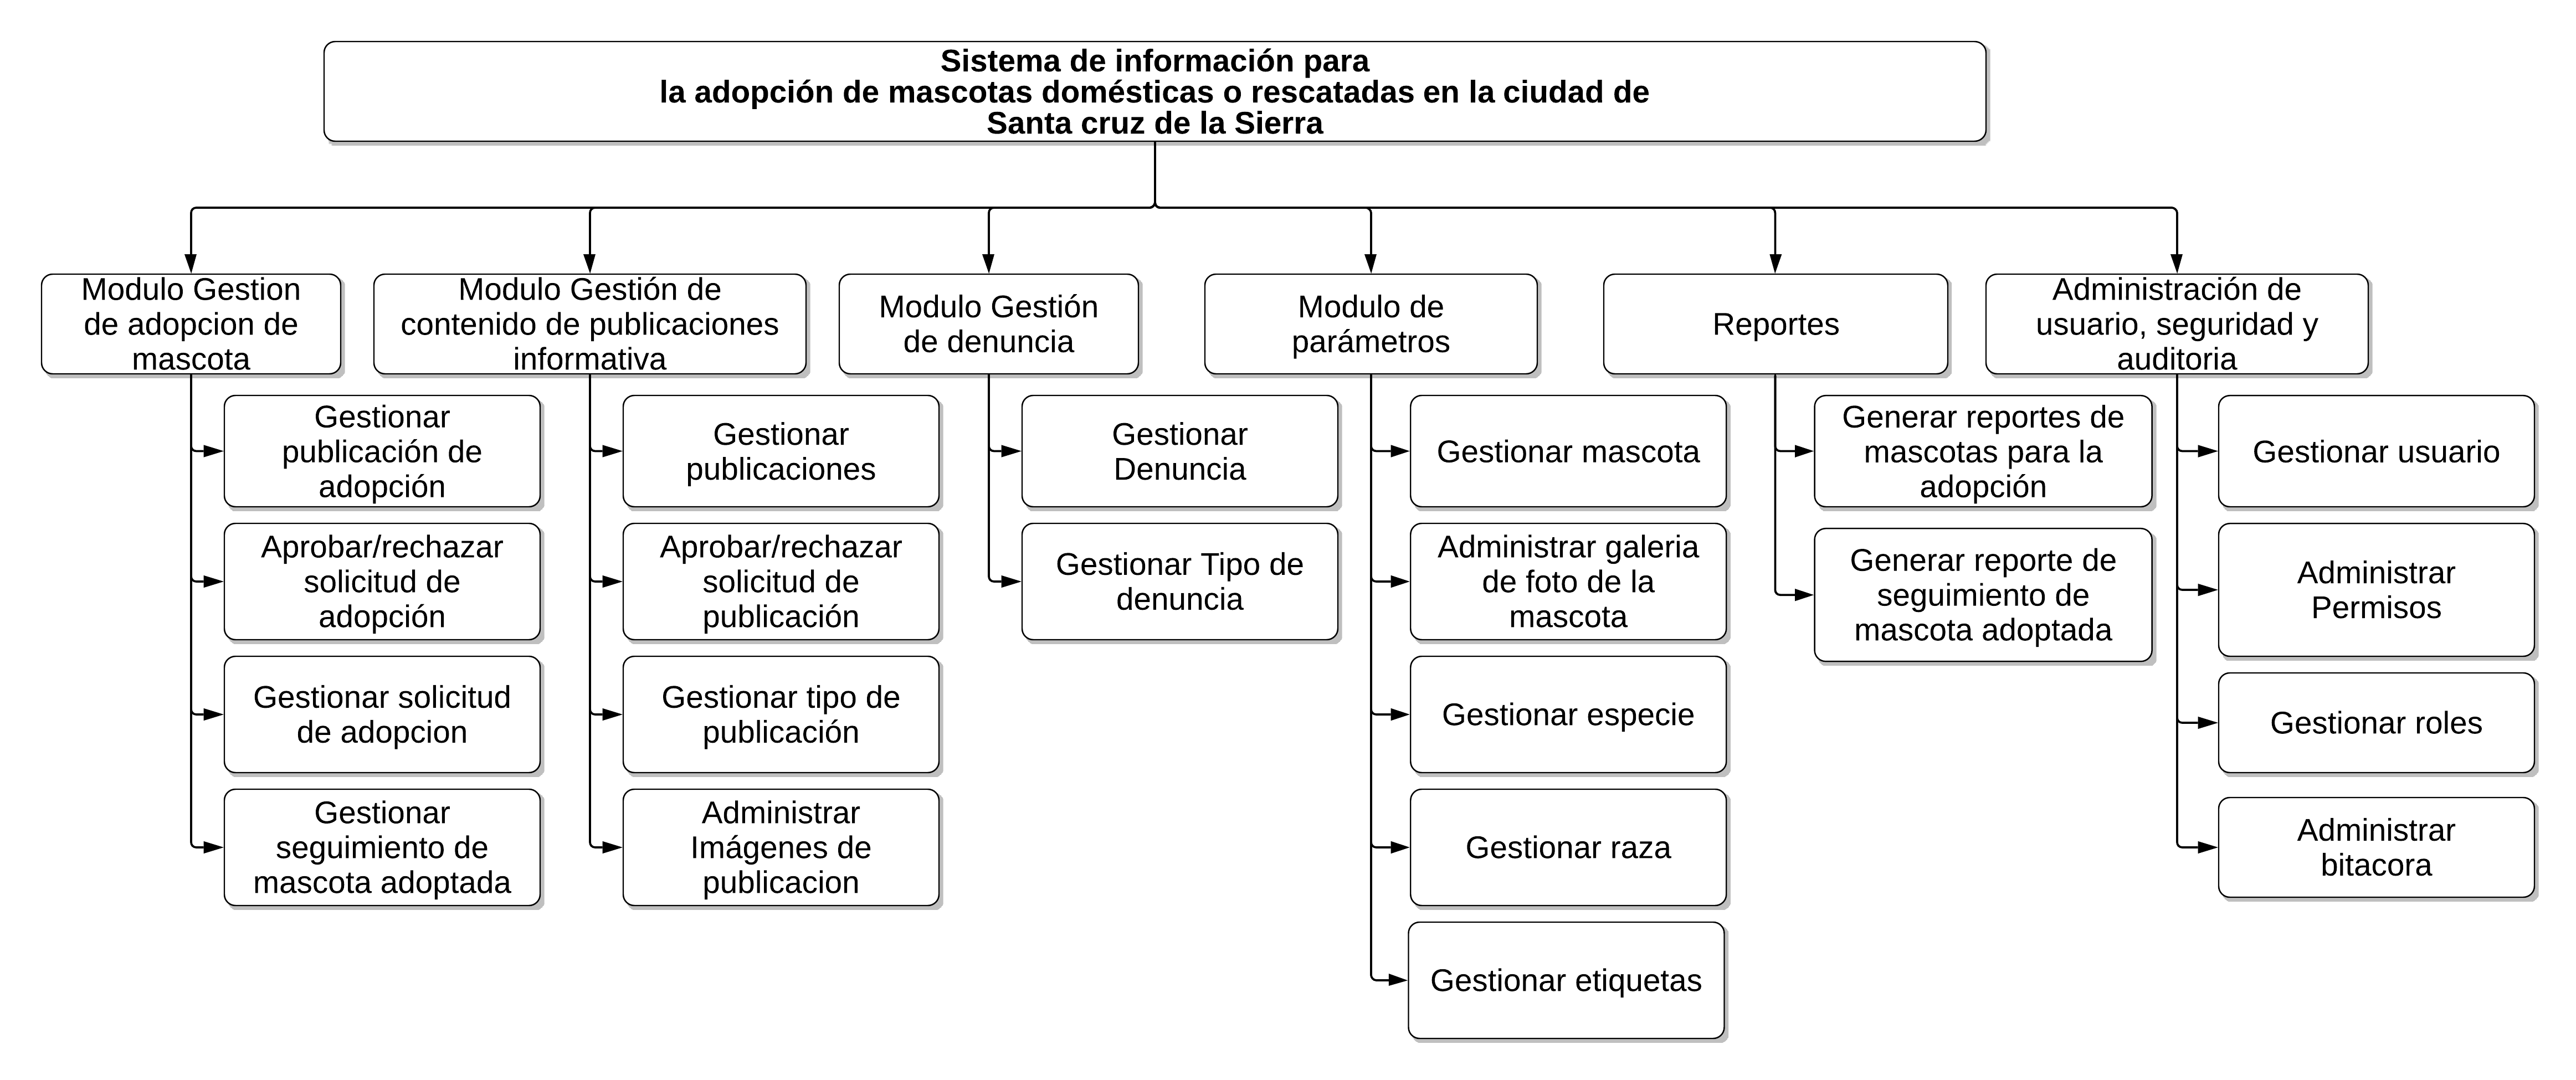 Sistema de información para
la adopción de mascotas domésticas o rescatadas en la ciudad de
Santa cruz de la Sierra
Modulo Gestion
de adopcion de
mascota
Modulo Gestión de
contenido de publicaciones
informativa
Modulo Gestión
de denuncia
Modulo de
parámetros
Reportes
Administración de
usuario, seguridad y
auditoria
Gestionar
publicación de
adopción
Aprobar/rechazar
solicitud de
adopción
Gestionar solicitud
de adopcion
Gestionar
seguimiento de
mascota adoptada
Gestionar
publicaciones
Aprobar/rechazar
solicitud de
publicación
Gestionar tipo de
publicación
Administrar
Imágenes de
publicacion
Gestionar
Denuncia
Gestionar Tipo de
denuncia
Gestionar mascota
Administrar galeria
de foto de la
mascota
Gestionar especie
Gestionar raza
Gestionar etiquetas
Generar reportes de
mascotas para la
adopción
Generar reporte de
seguimiento de
mascota adoptada
Gestionar usuario
Administrar
Permisos
Gestionar roles
Administrar
bitacora